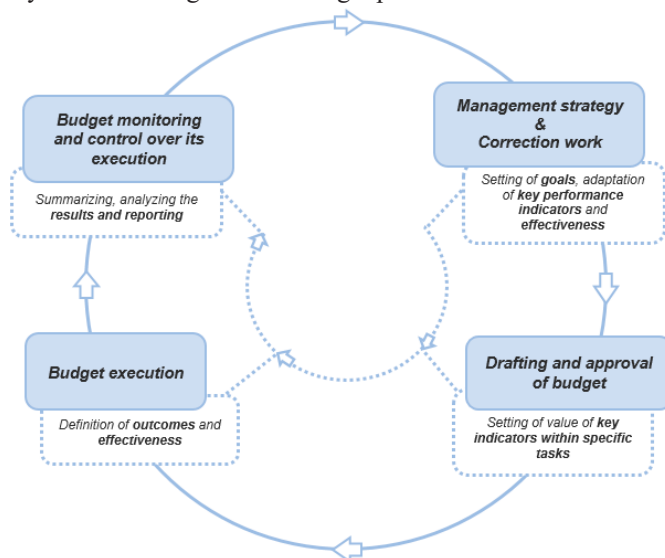 Budget monitoring
and control over its
execution
Summarizing, analyzing the
results and reporting
Management strategy
&
Correction work
Setting of goals, adaptation
of key performance
indicators and
effectiveness
Budget execution
Definition of outcomes and
effectiveness
Drafting and approval
of budget
Setting of value of key
indicators within specific
tasks